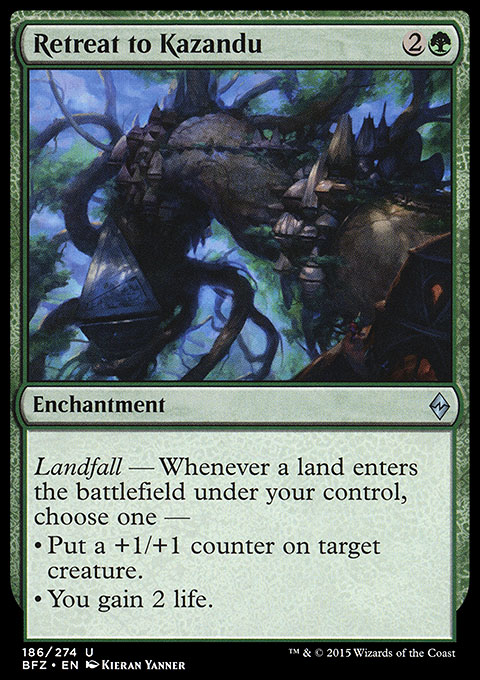 Retreat to Kazandu 2
Enchantment
Landfall — Whenever a land enters
the battlefield under your control,
choose one —
• Put a +1/+1 counter on target
creature.
• You gain 2 life.
186/274 U
BFZ • EN Kieran Yanner
™ & © 2015 Wizards of the Coast